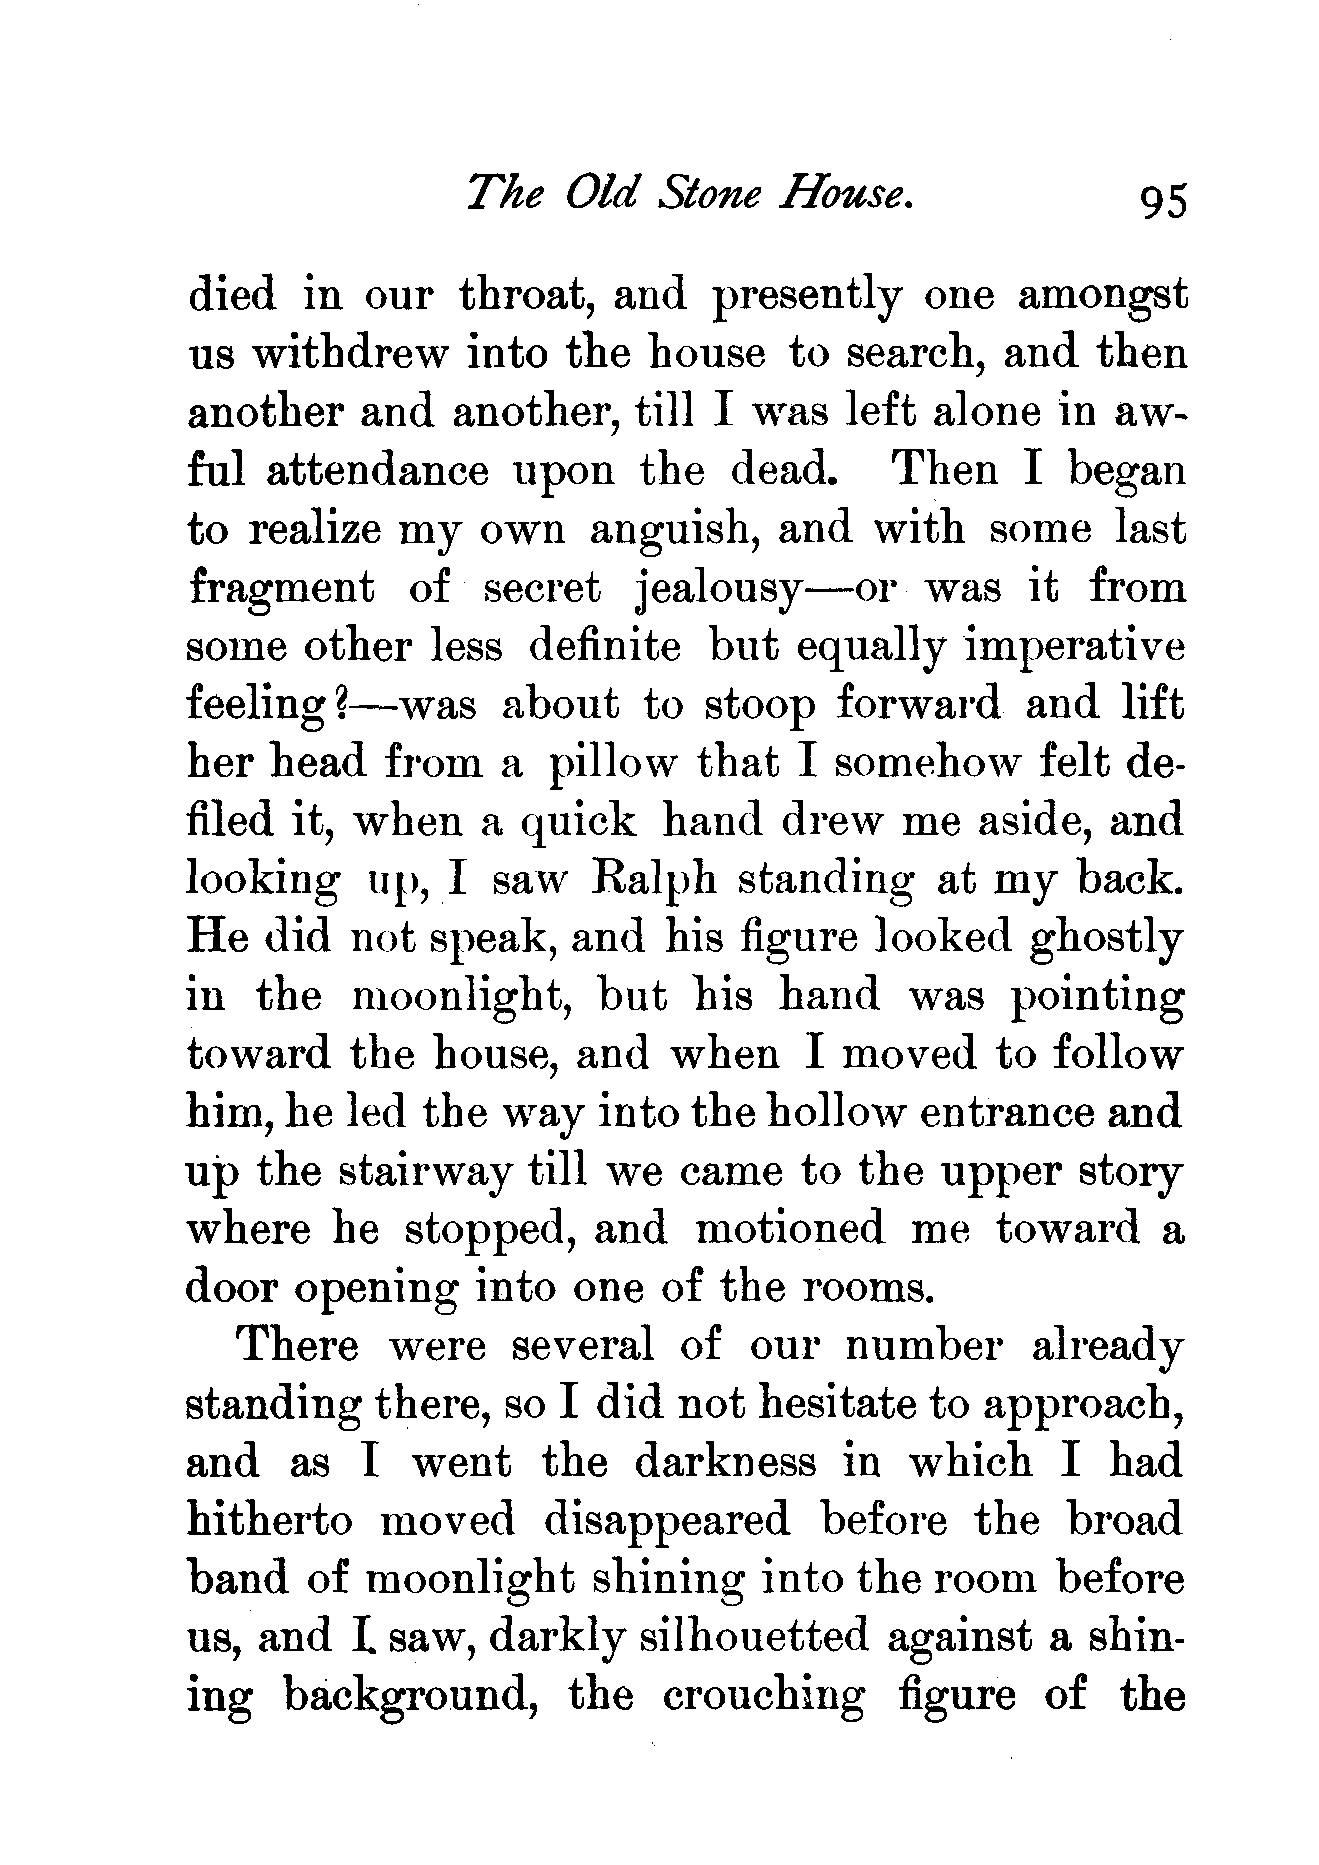 The Old Stone House. 95
died in our throat, and presently one amongst
us withdrew into the house to search, and then
another and another, till I was left alone in aw-
ful attendance upon the dead. Then I began
to realize my own anguish, and with some last
fragment of secret jealousy—or was it from
some other less definite but equally imperative
feeling?—was about to stoop forward and lift
her head from a pillow that I somehow felt de-
filed it, when a quick hand drew me aside, and
looking up, I saw Ralph standing at my back.
He did not speak, and his figure looked ghostly
in the moonlight, but his hand was pointing
toward the house, and when I moved to follow
him, he led the way into the hollow entrance and
up the stairway till we came to the upper story
where he stopped, and motioned me toward a
door opening into one of the rooms.
There were several of our number already
standing there, so I did not hesitate to approach,
and as I went the darkness in which I had
hitherto moved disappeared before the broad
band of moonlight shining into the room before
us, and I saw, darkly silhouetted against a shin-
ing background, the crouching figure of the